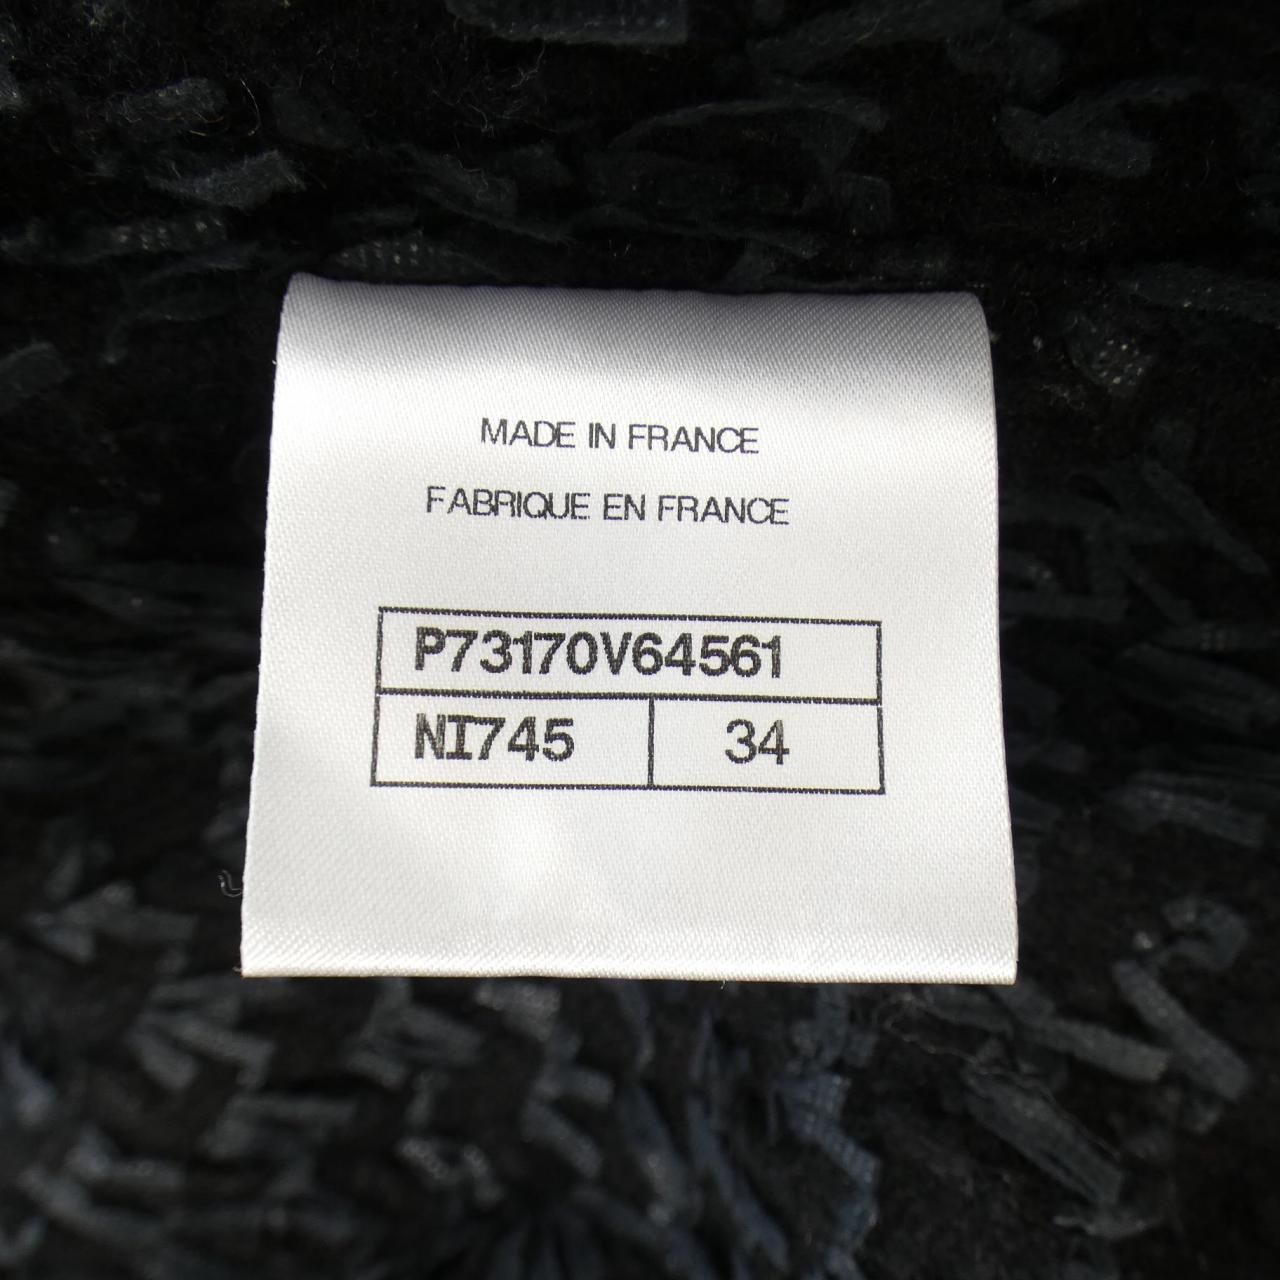 MADE IN FRANCE
FABRIQUE EN FRANCE
P73170V64561
NI745 34